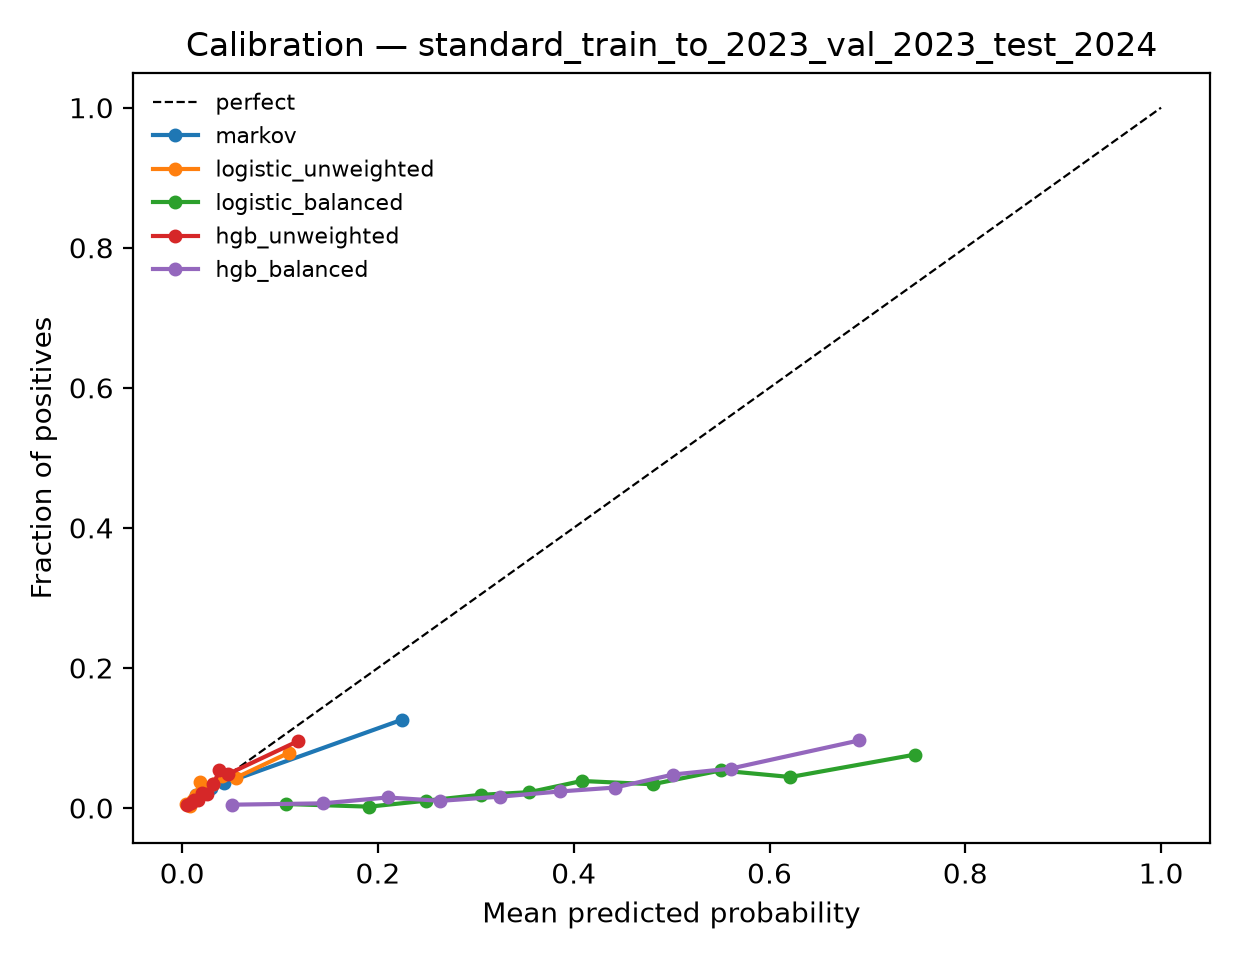 Calibration — standard_train_to_2023_val_2023_test_2024
perfect
markov
logistic_unweighted
logistic_balanced
hgb_unweighted
hgb_balanced
Fraction of positives
1.0
0.8
0.6
0.4
0.2
0.0
0.0 0.2 0.4 0.6 0.8 1.0
Mean predicted probability